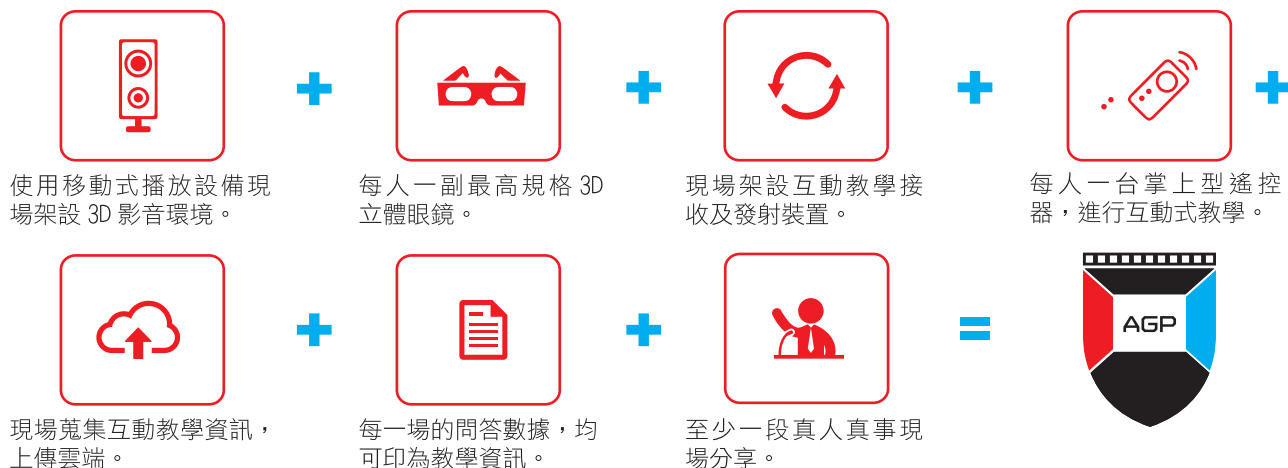 使用移動式播放設備現
場架設 3D 影音環境。
每人一副最高規格 3D
立體眼鏡。
現場架設互動教學接
收及發射裝置。
每人一台掌上型遙控
器，進行互動式教學。
現場蒐集互動教學資訊，
上傳雲端。
每一場的問答數據，均
可印為教學資訊。
至少一段真人真事現
場分享。
AGP